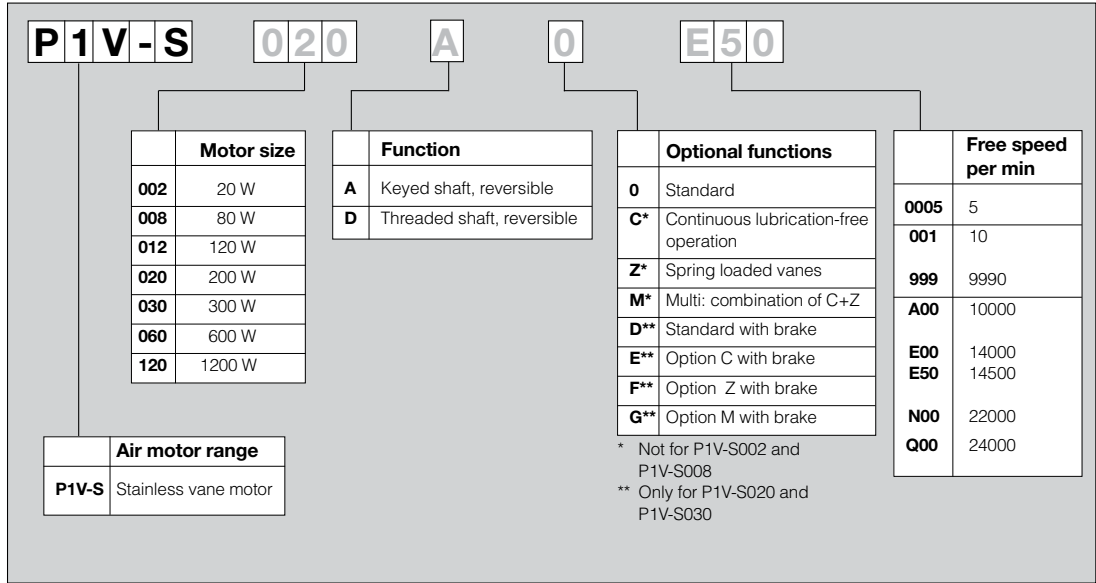 P1V-S 020 A 0 E50
Motor size
002 20 W
008 80 W
012 120 W
020 200 W
030 300 W
060 600 W
120 1200 W
Function
A Keyed shaft, reversible
D Threaded shaft, reversible
Optional functions
0 Standard
C* Continuous lubrication-free
operation
Z* Spring loaded vanes
M* Multi: combination of C+Z
D** Standard with brake
E** Option C with brake
F** Option Z with brake
G** Option M with brake
* Not for P1V-S002 and
P1V-S008
** Only for P1V-S020 and
P1V-S030
Free speed
per min
0005 5
001 10
999 9990
A00 10000
E00 14000
E50 14500
N00 22000
Q00 24000
Air motor range
P1V-S Stainless vane motor